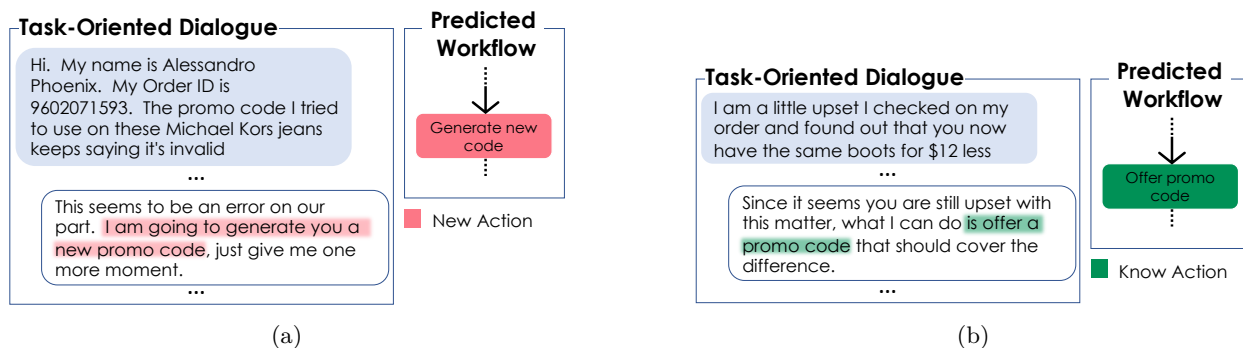 Task-Oriented Dialogue
Hi. My name is Alessandro
Phoenix. My Order ID is
9602071593. The promo code I tried
to use on these Michael Kors jeans
keeps saying it's invalid
...
This seems to be an error on our
part. I am going to generate you a
new promo code, just give me one
more moment.
...
Predicted
Workflow
Generate new
code
New Action
(a)
Task-Oriented Dialogue
I am a little upset I checked on my
order and found out that you now
have the same boots for $12 less
...
Since it seems you are still upset with
this matter, what I can do is offer a
promo code that should cover the
difference.
...
Predicted
Workflow
Offer promo
code
Know Action
(b)